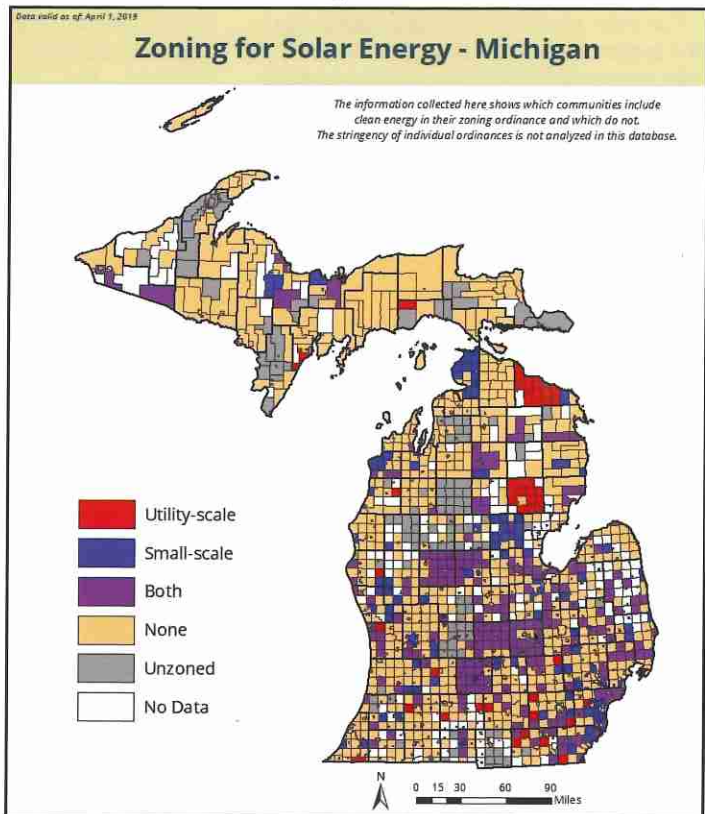 Data valid as of: April 1, 2019
Zoning for Solar Energy - Michigan
The information collected here shows which communities include
clean energy in their zoning ordinance and which do not.
The stringency of individual ordinances is not analyzed in this database.
Utility-scale
Small-scale
Both
None
Unzoned
No Data
N
0 15 30 60 90
Miles